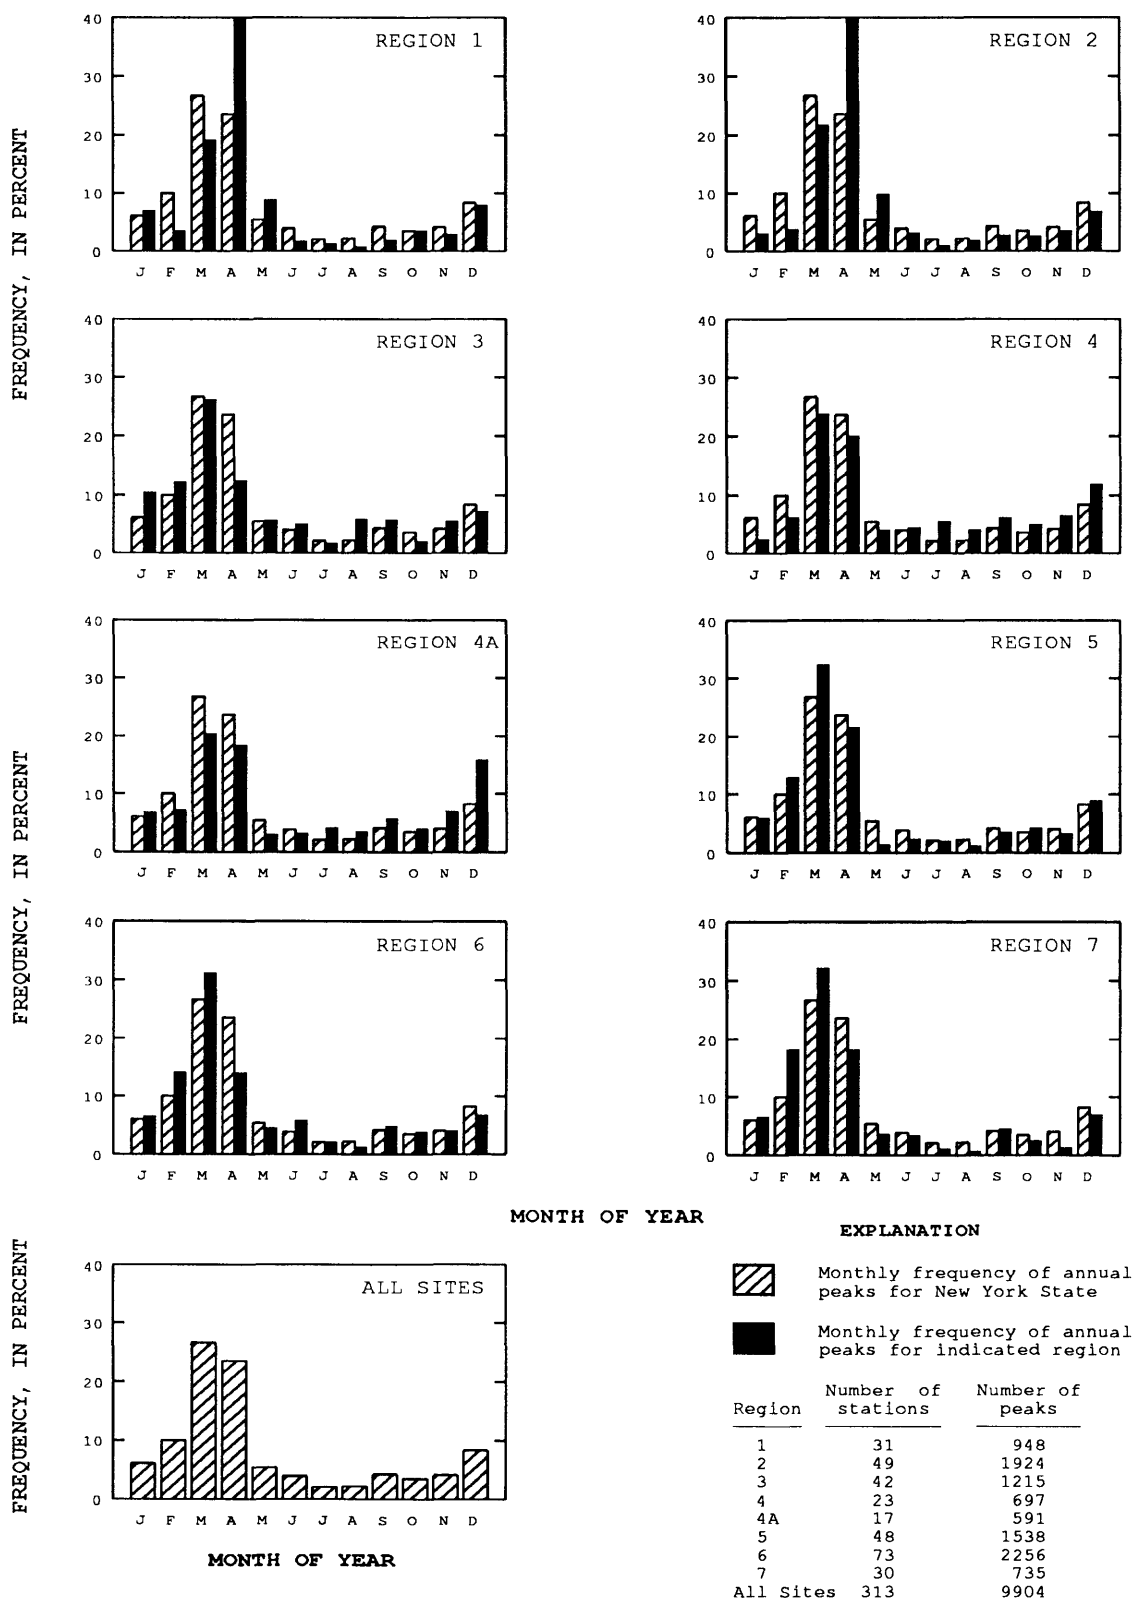 REGION 1
40
30
20
10
0
J F M A M J J A S O N D
REGION 2
40
30
20
10
0
J F M A M J J A S O N D
FREQUENCY, IN PERCENT
REGION 3
40
30
20
10
0
J F M A M J J A S O N D
REGION 4
40
30
20
10
0
J F M A M J J A S O N D
REGION 4A
40
30
20
10
0
J F M A M J J A S O N D
REGION 5
40
30
20
10
0
J F M A M J J A S O N D
FREQUENCY, IN PERCENT
REGION 6
40
30
20
10
0
J F M A M J J A S O N D
REGION 7
40
30
20
10
0
J F M A M J J A S O N D
MONTH OF YEAR
FREQUENCY, IN PERCENT
ALL SITES
40
30
20
10
0
J F M A M J J A S O N D
MONTH OF YEAR
EXPLANATION
Monthly frequency of annual
peaks for New York State
Monthly frequency of annual
peaks for indicated region
Number of Number of
Region stations peaks
1 31 948
2 49 1924
3 42 1215
4 23 697
4A 17 591
5 48 1538
6 73 2256
7 30 735
All Sites 313 9904